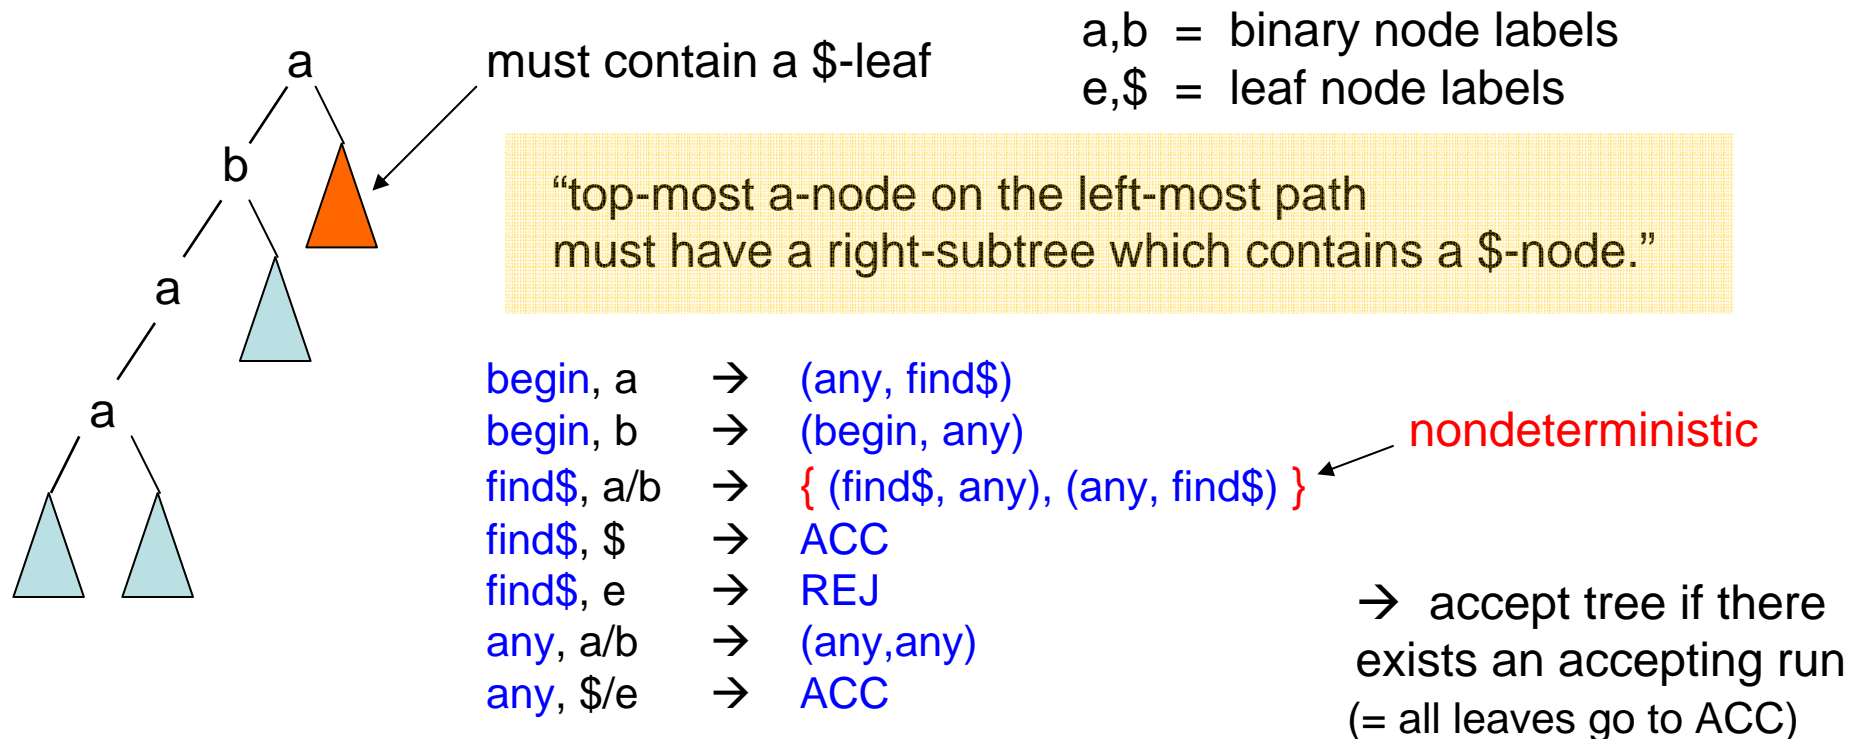 a
must contain a $-leaf
a,b = binary node labels
e,$ = leaf node labels
b
“top-most a-node on the left-most path
must have a right-subtree which contains a $-node.”
a
a
begin, a → (any, find$)
begin, b → (begin, any)
nondeterministic
find$, a/b → { (find$, any), (any, find$) }
find$, $ → ACC
find$, e → REJ
any, a/b → (any,any)
any, $/e → ACC
→ accept tree if there
exists an accepting run
(= all leaves go to ACC)